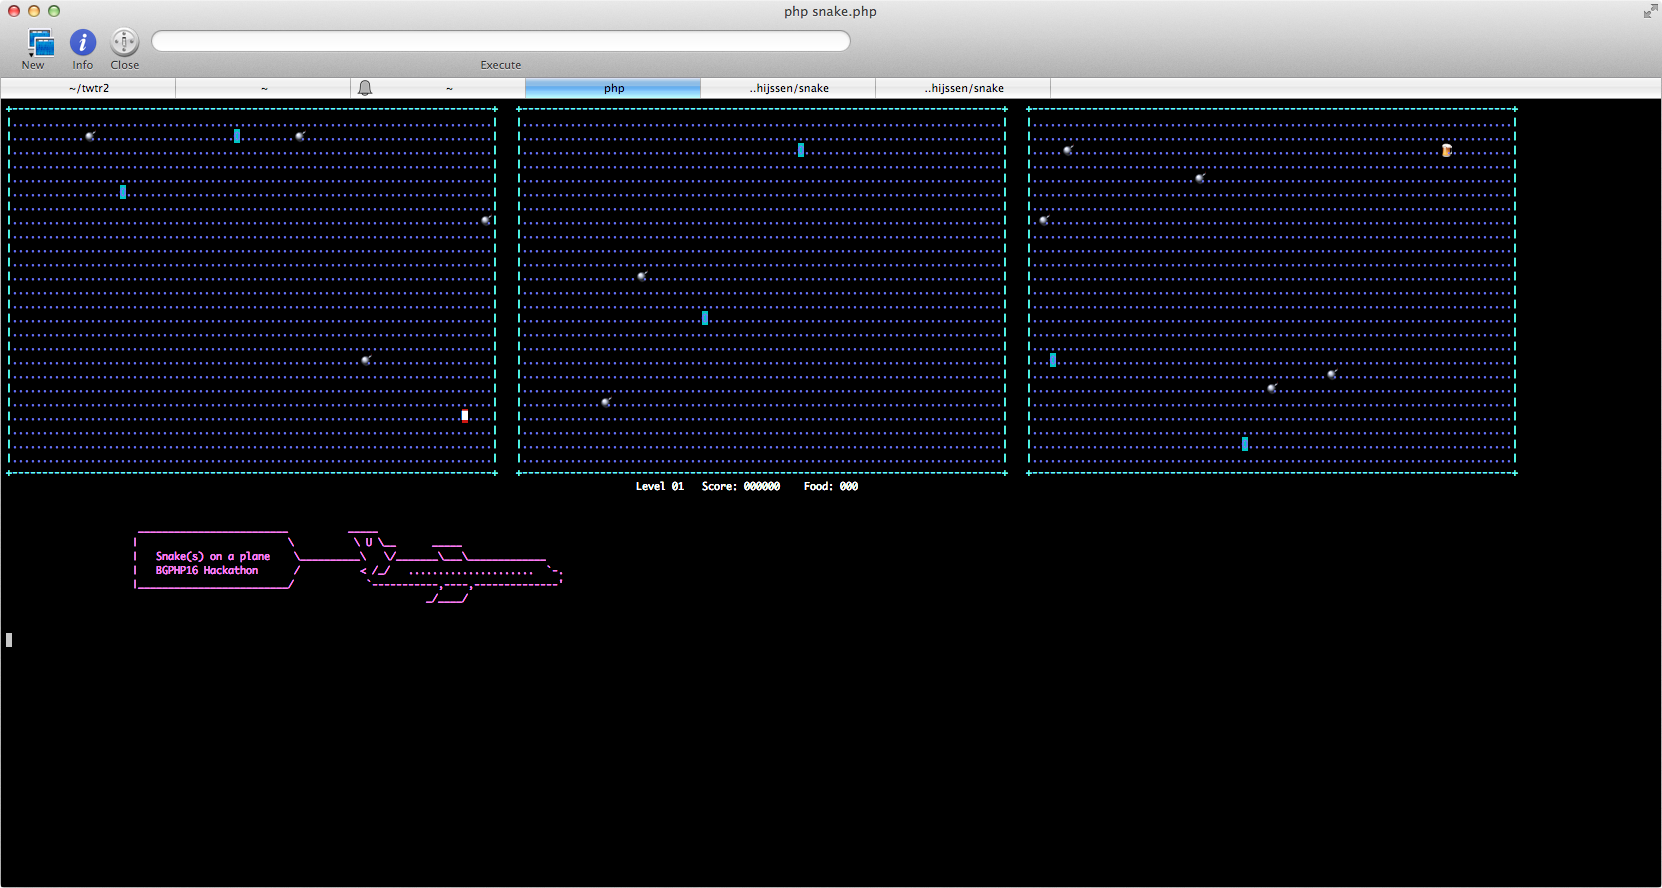 php snake.php
New Info Close
Execute
~/twtr2 ~ ~ php ..hijssen/snake ..hijssen/snake
Level 01 Score: 000000 Food: 000
Snake(s) on a plane
BGPHP16 Hackathon